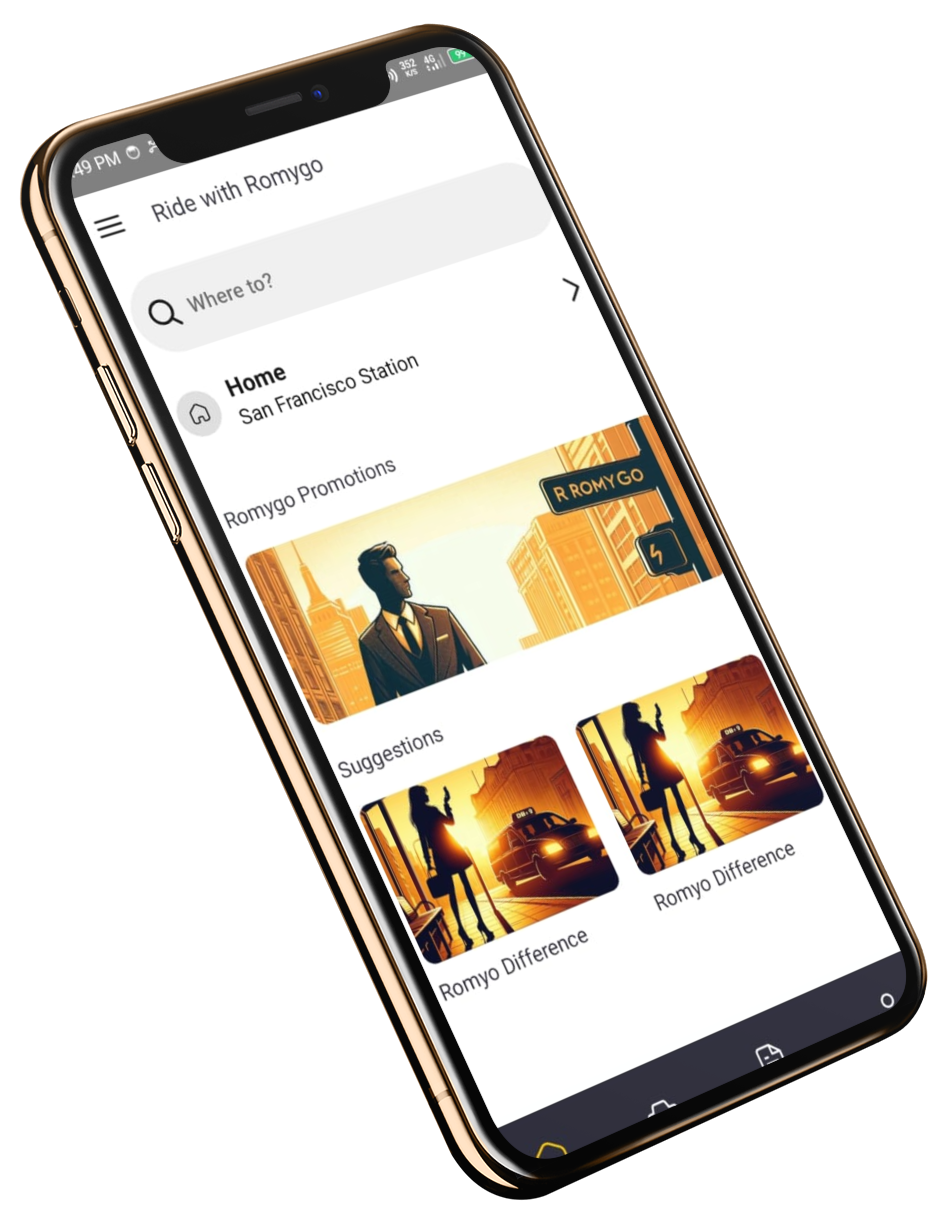 :49 PM
352
K/S
4G
99
Ride with Romygo
Where to?
Home
San Francisco Station
Romygo Promotions
R ROMYGO
Suggestions
Romyo Difference
Romyo Difference